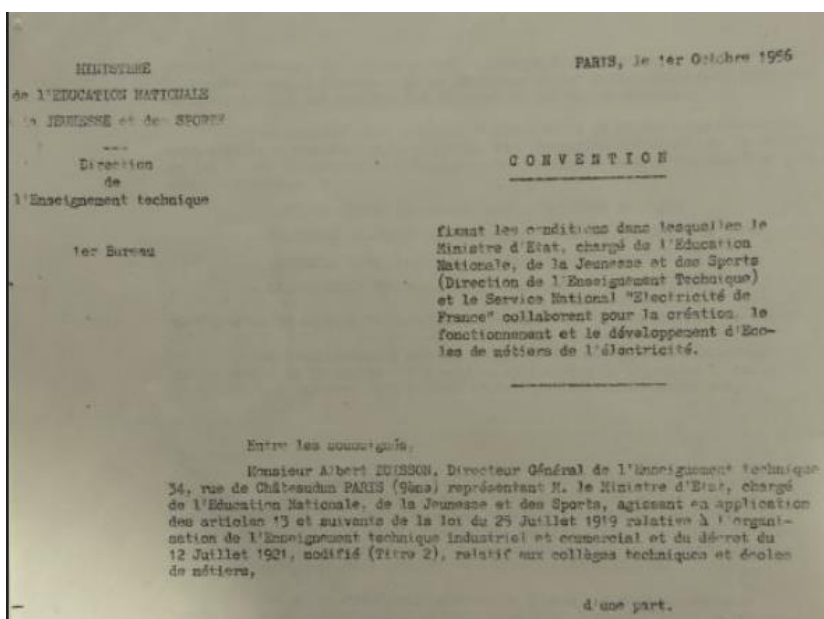 MINISTERE
de l'EDUCATION NATIONALE
la JEUNESSE et des SPORTS
---
Direction
de
l'Enseignement technique
1er Bureau
PARIS, le 1er Octobre 1956
CONVENTION
fixant les conditions dans lesquelles le
Ministre d'Etat, chargé de l'Education
Nationale, de la Jeunesse et des Sports
(Direction de l'Enseignement Technique)
et le Service National "Electricité de
France" collaborent pour la création, le
fonctionnement et le développement d'Eco-
les de métiers de l'électricité.
Entre les soussignés,
Monsieur Albert BUISSON, Directeur Général de l'Enseignement technique
34, rue de Châteaudun PARIS (9ème) représentant M. le Ministre d'Etat, chargé
de l'Education Nationale, de la Jeunesse et des Sports, agissant en application
des articles 13 et suivants de la loi du 25 Juillet 1919 relative à l'organi-
sation de l'Enseignement technique industriel et commercial et du décret du
12 Juillet 1921, modifié (Titre 2), relatif aux collèges techniques et écoles
de métiers,
d'une part.